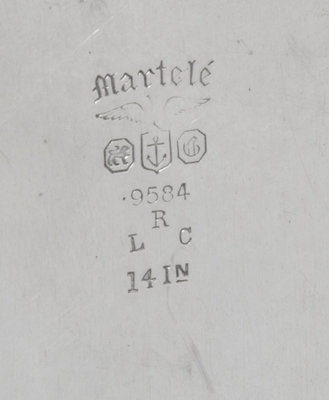 Martelé
G
.9584
R
L C
14 IN